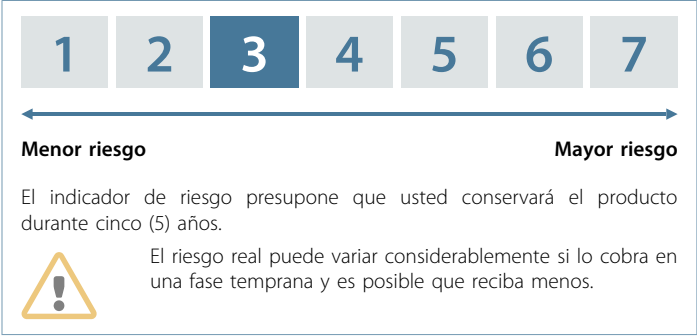 1 2 3 4 5 6 7
Menor riesgo Mayor riesgo
El indicador de riesgo presupone que usted conservará el producto
durante cinco (5) años.
El riesgo real puede variar considerablemente si lo cobra en
una fase temprana y es posible que reciba menos.